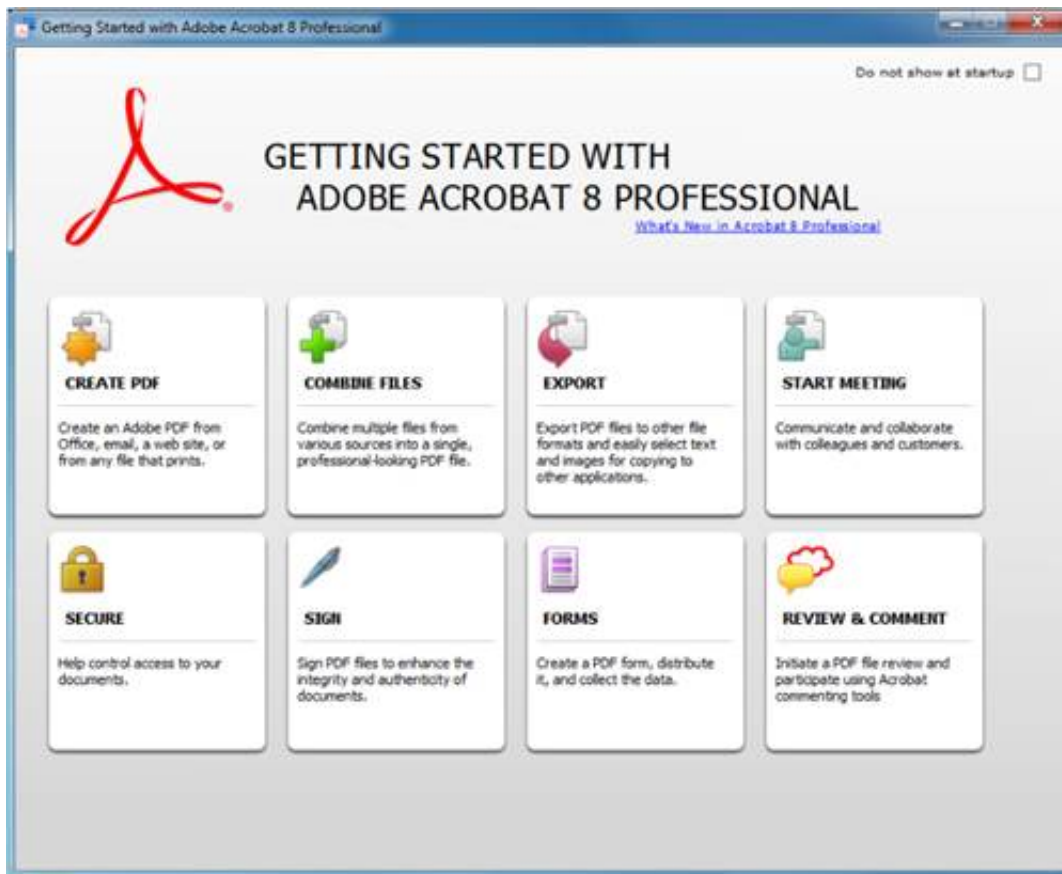 Getting Started with Adobe Acrobat 8 Professional
Do not show at startup
GETTING STARTED WITH
ADOBE ACROBAT 8 PROFESSIONAL
What's New in Acrobat 8 Professional
CREATE PDF
Create an Adobe PDF from
Office, email, a web site, or
from any file that prints.
COMBINE FILES
Combine multiple files from
various sources into a single,
professional-looking PDF file.
EXPORT
Export PDF files to other file
formats and easily select text
and images for copying to
other applications.
START MEETING
Communicate and collaborate
with colleagues and customers.
SECURE
Help control access to your
documents.
SIGN
Sign PDF files to enhance the
integrity and authenticity of
documents.
FORMS
Create a PDF form, distribute
it, and collect the data.
REVIEW & COMMENT
Initiate a PDF file review and
participate using Acrobat
commenting tools